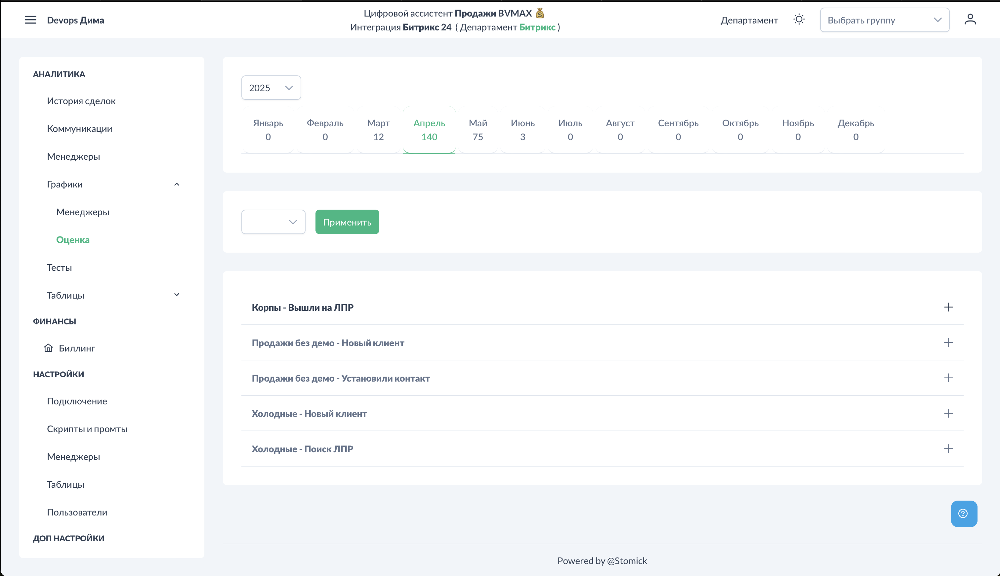 Devops Дима
Цифровой ассистент Продажи BVMAX 💰
Интеграция Битрикс 24 ( Департамент Битрикс )
Департамент
Выбрать группу
АНАЛИТИКА
История сделок
Коммуникации
Менеджеры
Графики
Менеджеры
Оценка
Тесты
Таблицы
ФИНАНСЫ
Биллинг
НАСТРОЙКИ
Подключение
Скрипты и промты
Менеджеры
Таблицы
Пользователи
ДОП НАСТРОЙКИ
2025
Январь Февраль Март Апрель Май Июнь Июль Август Сентябрь Октябрь Ноябрь Декабрь
0 0 12 140 75 3 0 0 0 0 0 0
Применить
Корпы - Вышли на ЛПР
Продажи без демо - Новый клиент
Продажи без демо - Установили контакт
Холодные - Новый клиент
Холодные - Поиск ЛПР
Powered by @Stomick